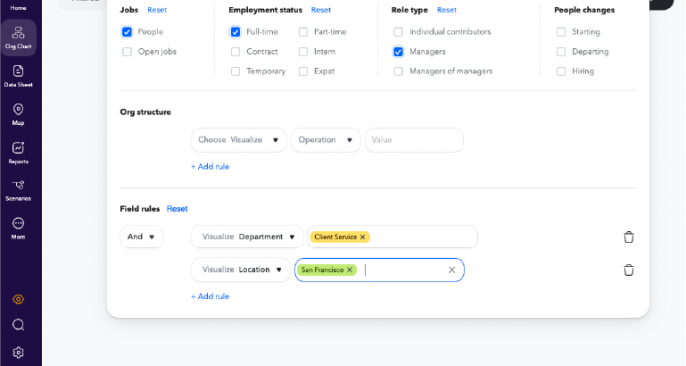 Home
Org Chart
Data Sheet
Map
Reports
Scenarios
More
Jobs Reset
People
Open jobs
Employment status Reset
Full-time Part-time
Contract Intern
Temporary Expat
Role type Reset
Individual contributors
Managers
Managers of managers
People changes
Starting
Departing
Hiring
Org structure
Choose Visualize Operation Value
+ Add rule
Field rules Reset
And Visualize Department Client Service ×
Visualize Location San Francisco ×
+ Add rule